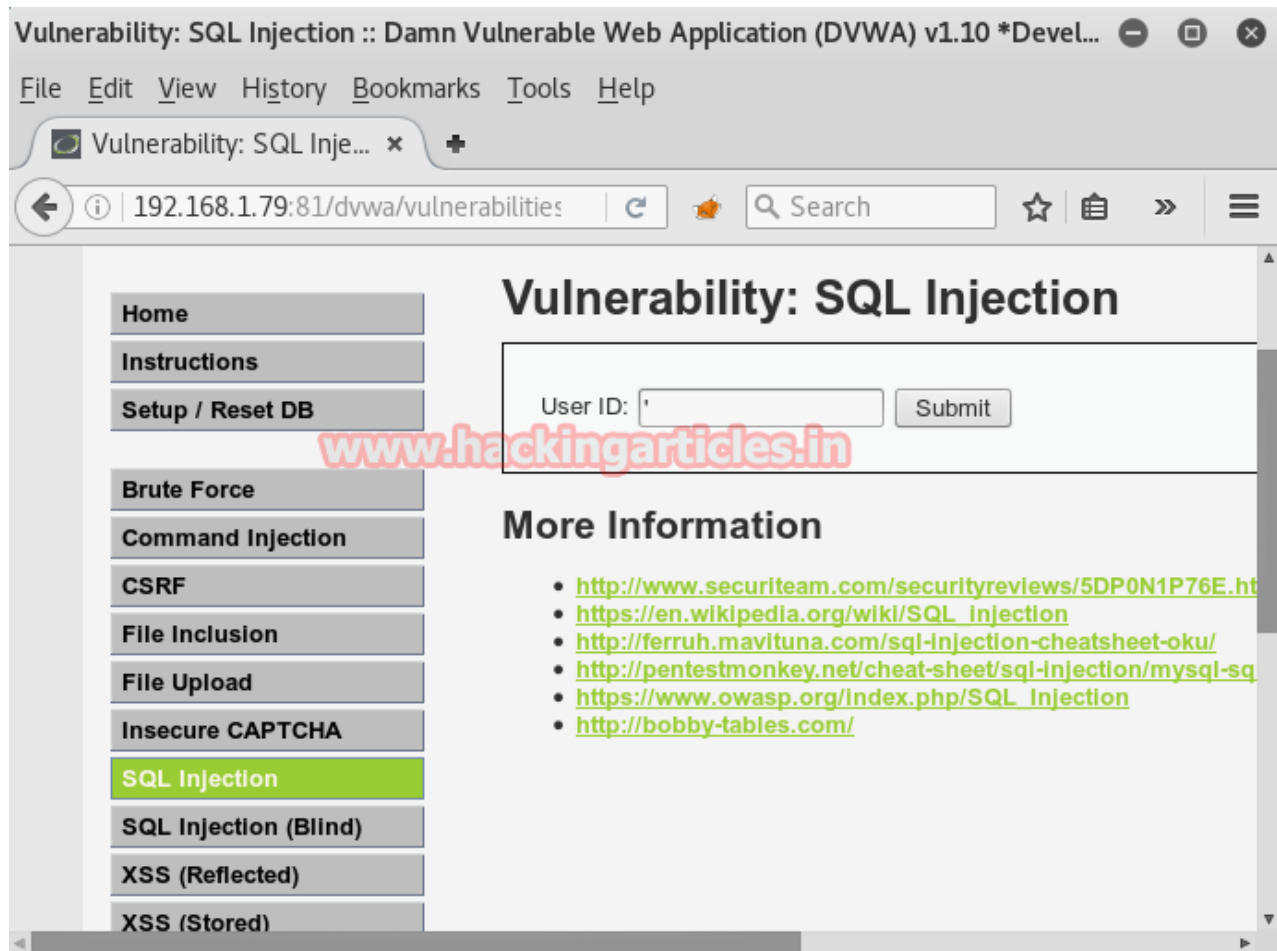 Vulnerability: SQL Injection :: Damn Vulnerable Web Application (DVWA) v1.10 *Devel...
File Edit View History Bookmarks Tools Help
Vulnerability: SQL Inje...
192.168.1.79:81/dvwa/vulnerabilities
Search
Home
Instructions
Setup / Reset DB
Brute Force
Command Injection
CSRF
File Inclusion
File Upload
Insecure CAPTCHA
SQL Injection
SQL Injection (Blind)
XSS (Reflected)
XSS (Stored)
Vulnerability: SQL Injection
User ID: ' Submit
www.hackingarticles.in
More Information
http://www.securiteam.com/securityreviews/5DP0N1P76E.ht
https://en.wikipedia.org/wiki/SQL_injection
http://ferruh.mavituna.com/sql-injection-cheatsheet-oku/
http://pentestmonkey.net/cheat-sheet/sql-injection/mysql-sq
https://www.owasp.org/index.php/SQL_Injection
http://bobby-tables.com/